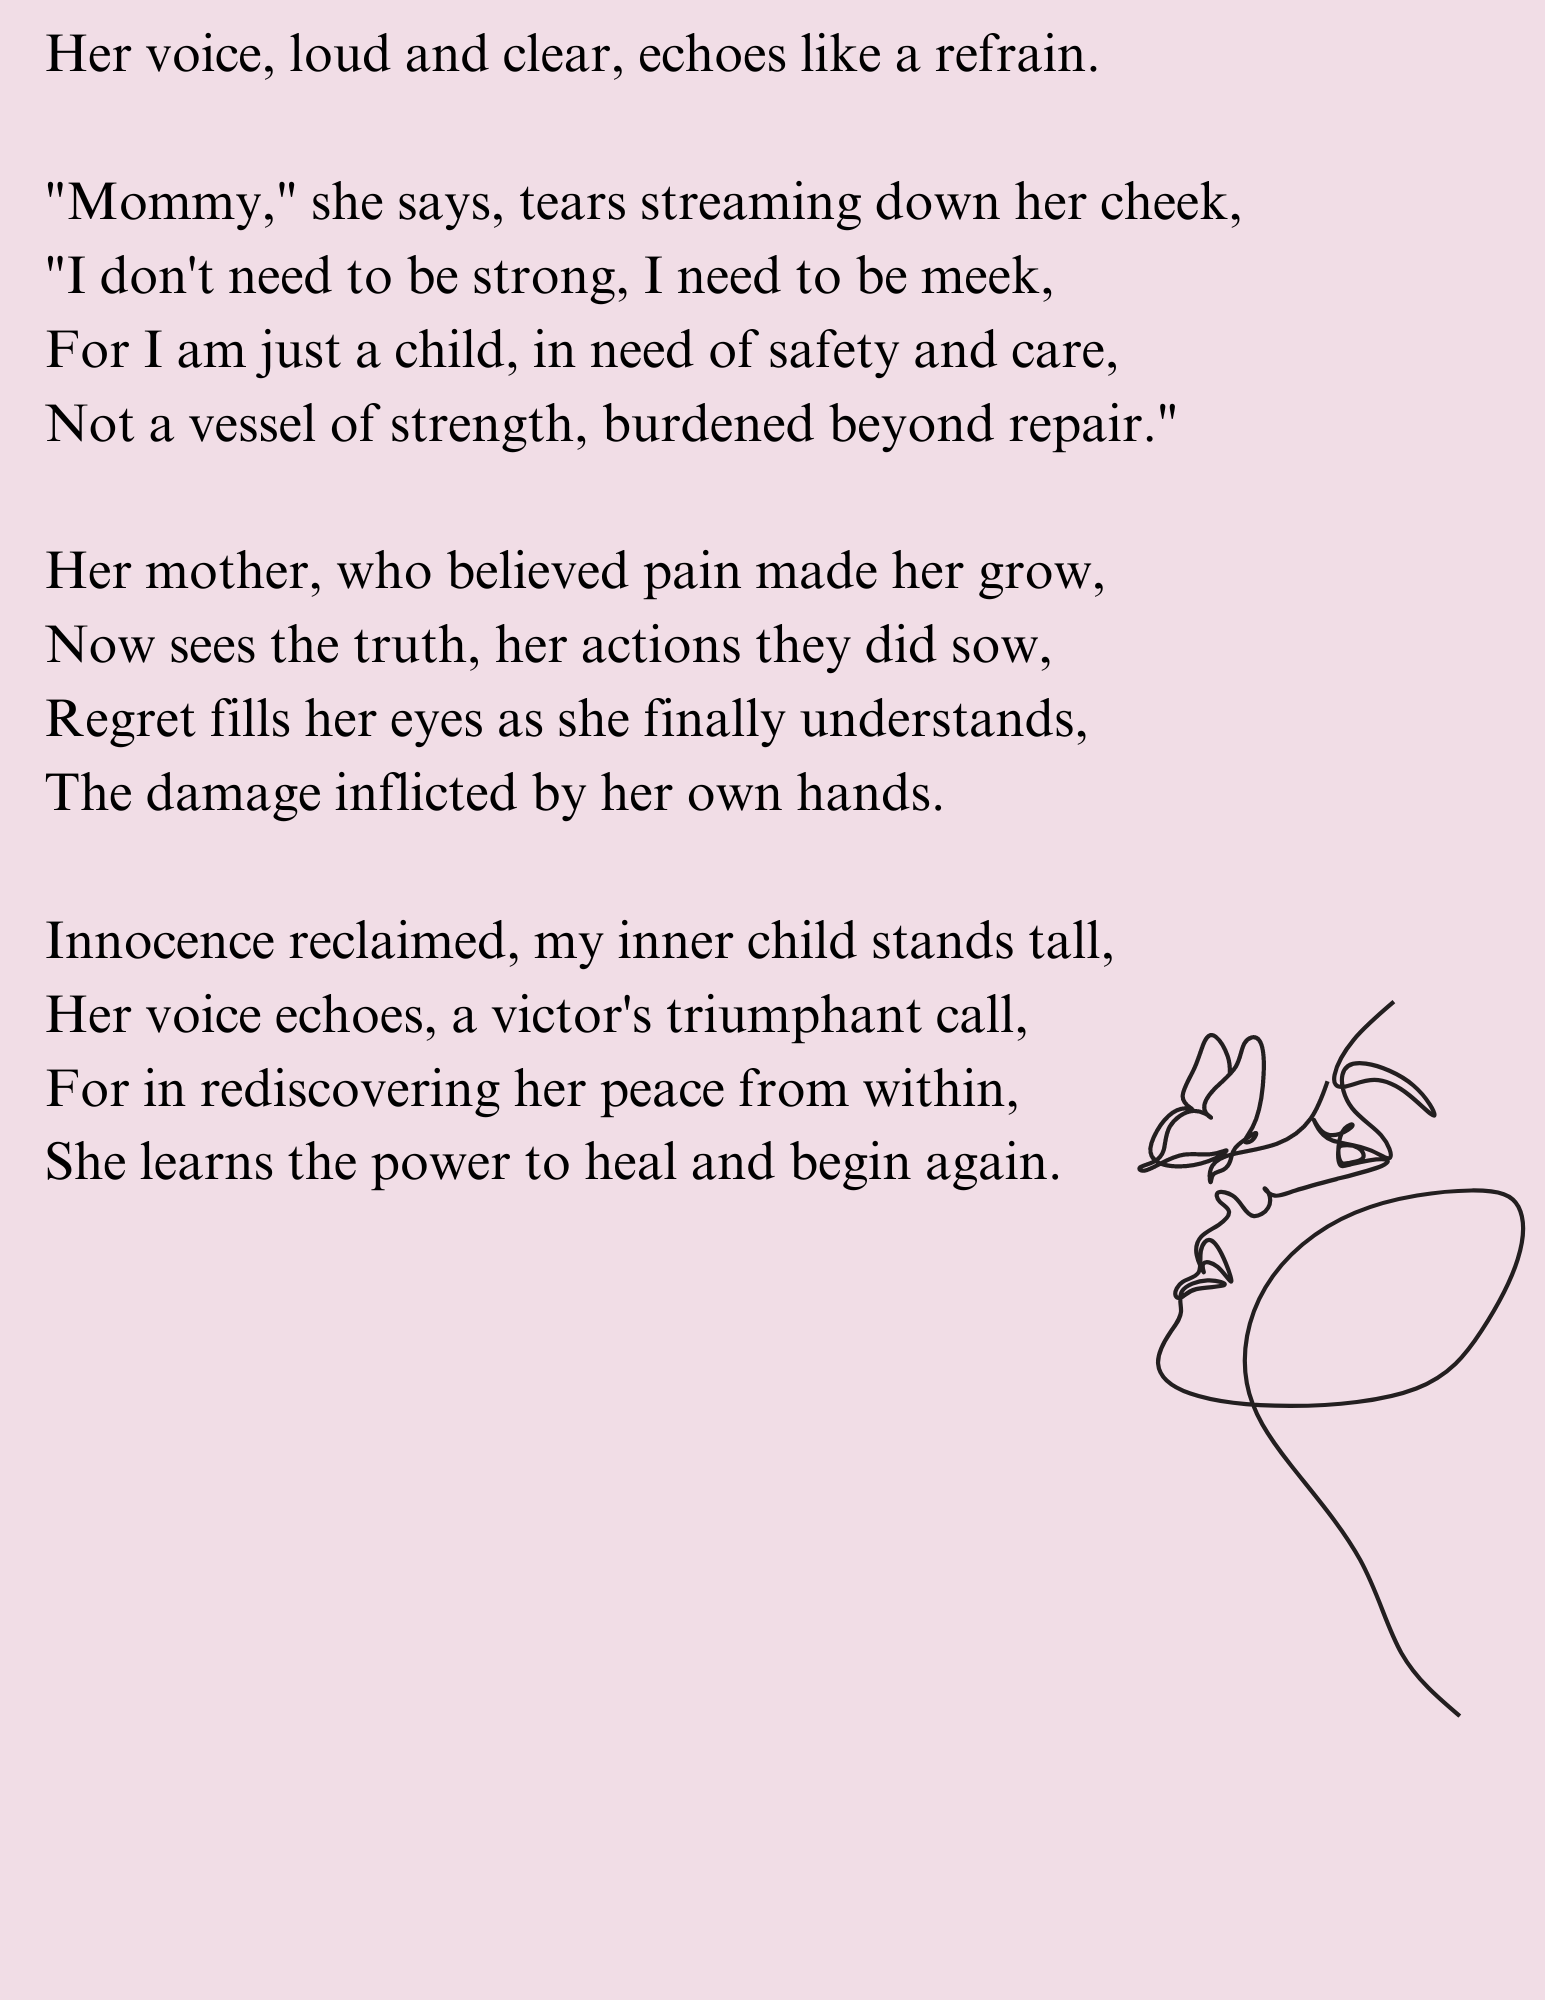 Her voice, loud and clear, echoes like a refrain.
"Mommy," she says, tears streaming down her cheek,
"I don't need to be strong, I need to be meek,
For I am just a child, in need of safety and care,
Not a vessel of strength, burdened beyond repair."
Her mother, who believed pain made her grow,
Now sees the truth, her actions they did sow,
Regret fills her eyes as she finally understands,
The damage inflicted by her own hands.
Innocence reclaimed, my inner child stands tall,
Her voice echoes, a victor's triumphant call,
For in rediscovering her peace from within,
She learns the power to heal and begin again.